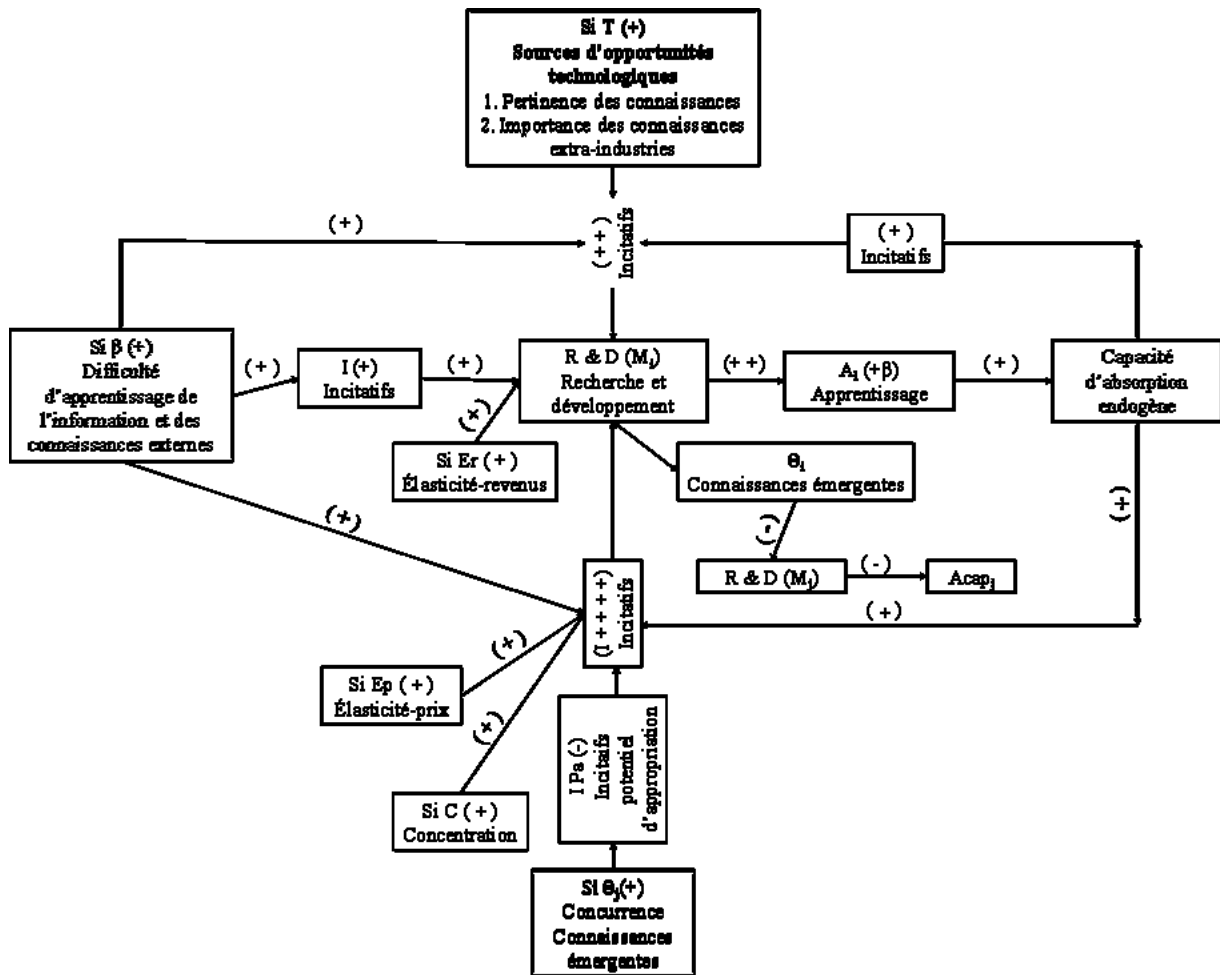 Si T (+)
Sources d'opportunités
technologiques
1. Pertinence des connaissances
2. Importance des connaissances
extra-industries
(+)
(+ +)
Incitatifs
(+)
Incitatifs
Si β (+)
Difficulté
d'apprentissage de
l'information et des
connaissances externes
(+)
I (+)
Incitatifs
(+)
R & D (Mi)
Recherche et
développement
(+ +)
Ai (+β)
Apprentissage
(+)
Capacité
d'absorption
endogène
(+)
Si Er (+)
Élasticité-revenus
Θi
Connaissances émergentes
(+)
(+)
(-)
R & D (Mj)
(-)
Acapj
(I + + + +)
Incitatifs
(+)
Si Ep (+)
Élasticité-prix
(+)
(+)
I Pa (-)
Incitaifs
potentiel
d'appropriation
Si C (+)
Concentration
Si Θj(+)
Concurrence
Connaissances
émergentes